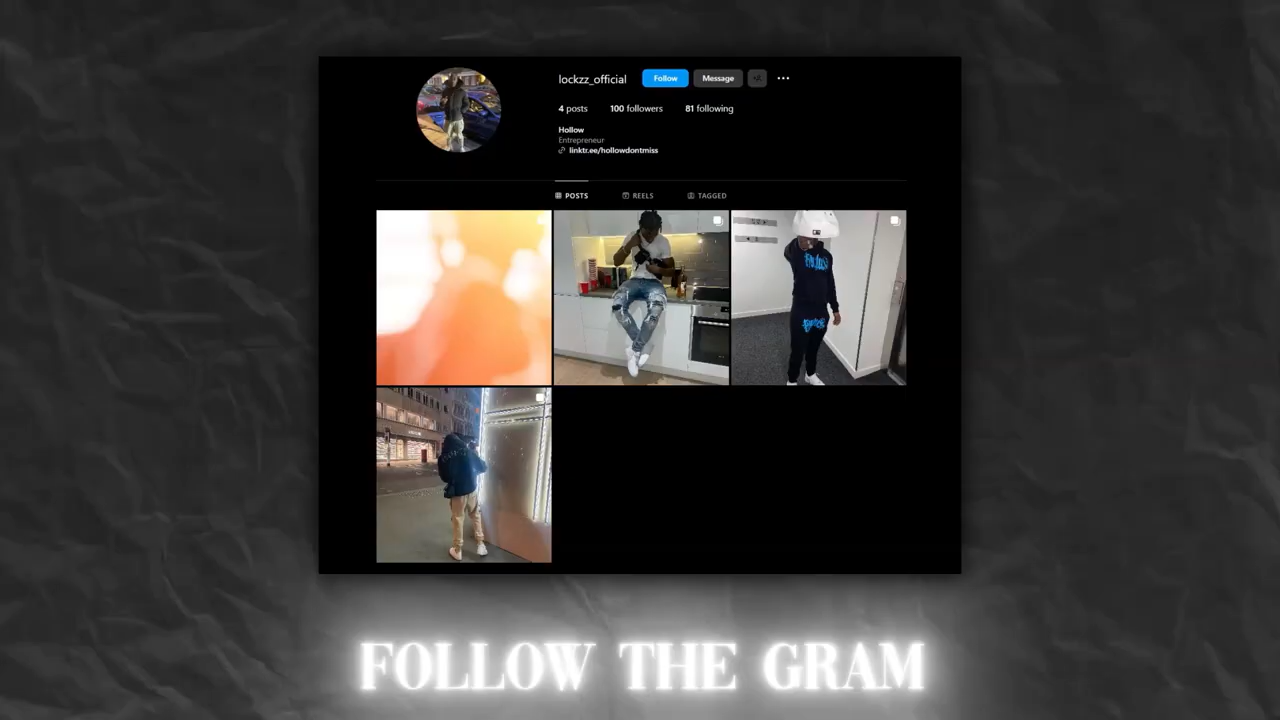 lockzz_official Follow Message
4 posts 100 followers 81 following
Hollow
Entrepreneur
linktr.ee/hollowdontmiss
POSTS REELS TAGGED
FOLLOW THE GRAM